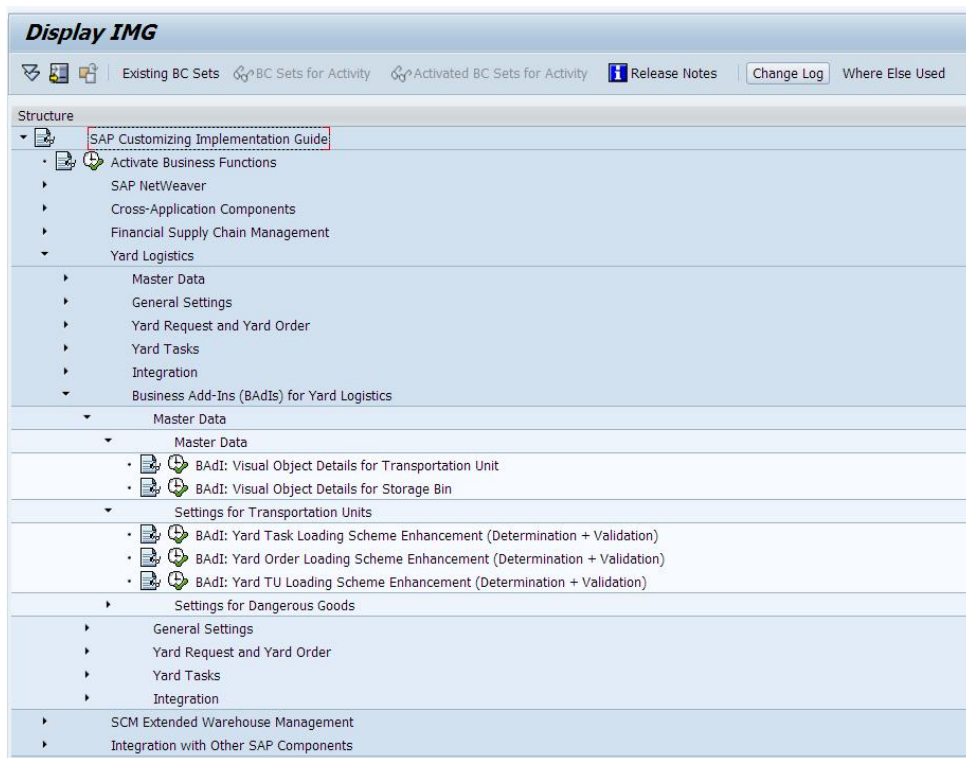 Display IMG
Existing BC Sets BC Sets for Activity Activated BC Sets for Activity Release Notes Change Log Where Else Used
Structure
SAP Customizing Implementation Guide
Activate Business Functions
SAP NetWeaver
Cross-Application Components
Financial Supply Chain Management
Yard Logistics
Master Data
General Settings
Yard Request and Yard Order
Yard Tasks
Integration
Business Add-Ins (BAdIs) for Yard Logistics
Master Data
Master Data
BAdI: Visual Object Details for Transportation Unit
BAdI: Visual Object Details for Storage Bin
Settings for Transportation Units
BAdI: Yard Task Loading Scheme Enhancement (Determination + Validation)
BAdI: Yard Order Loading Scheme Enhancement (Determination + Validation)
BAdI: Yard TU Loading Scheme Enhancement (Determination + Validation)
Settings for Dangerous Goods
General Settings
Yard Request and Yard Order
Yard Tasks
Integration
SCM Extended Warehouse Management
Integration with Other SAP Components